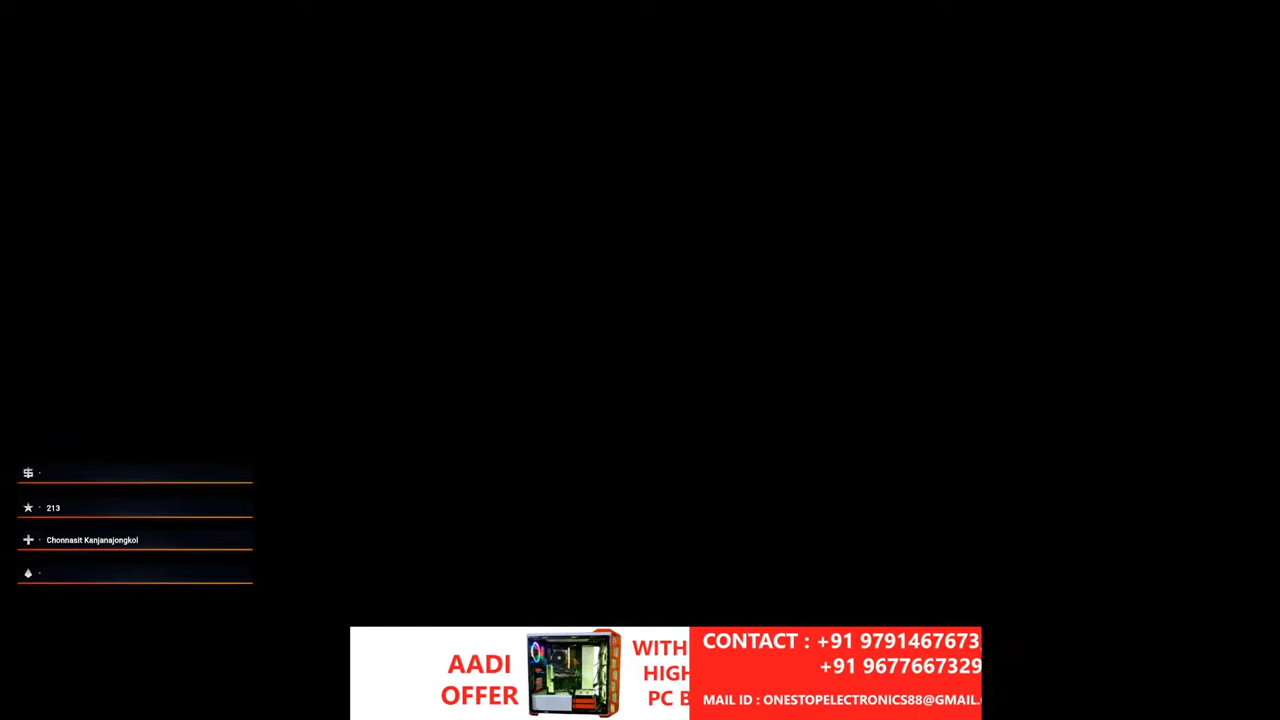 213
Chonnasit Kanjanajongkol
AADI
OFFER
WITH
HIGH
PC B
CONTACT : +91 9791467673
+91 9677667329
MAIL ID : ONESTOPELECTRONICS88@GMAIL.